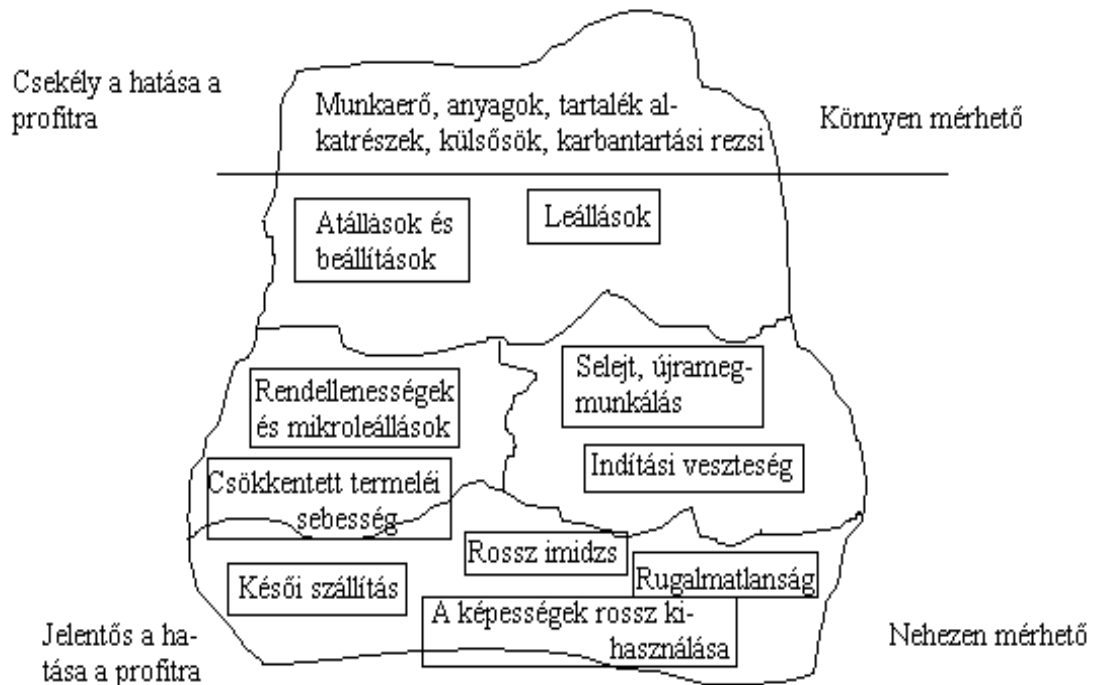 Csekély a hatása a
profitra
Munkaerő, anyagok, tartalék al-
katrészek, külsősök, karbantartási rezsi
Könnyen mérhető
Atállások és
beállítások
Leállások
Rendellenességek
és mikroleállások
Selejt, újrameg-
munkálás
Csökkentett termeléi
sebesség
Indítási veszteség
Rossz imidzs
Rugalmatlanság
Késői szállítás
A képességek rossz ki-
használása
Jelentős a ha-
tása a profitra
Nehezen mérhető